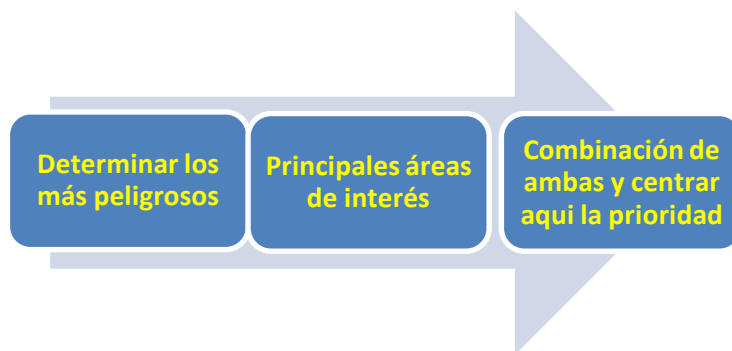 Determinar los
más peligrosos
Principales áreas
de interés
Combinación de
ambas y centrar
aqui la prioridad